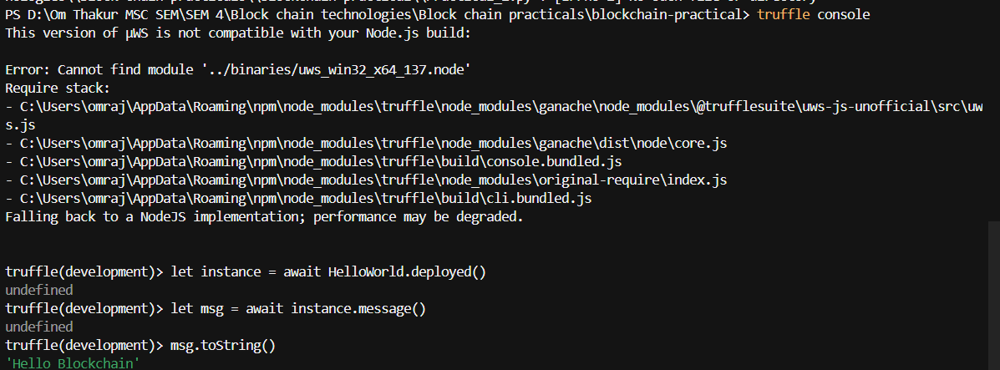 PS D:\Om Thakur MSC SEM\SEM 4\Block chain technologies\Block chain practicals\blockchain-practical> truffle console
This version of µWS is not compatible with your Node.js build:
Error: Cannot find module '../binaries/uws_win32_x64_137.node'
Require stack:
- C:\Users\omraj\AppData\Roaming\npm\node_modules\truffle\node_modules\ganache\node_modules\@trufflesuite\uws-js-unofficial\src\uw
s.js
- C:\Users\omraj\AppData\Roaming\npm\node_modules\truffle\node_modules\ganache\dist\node\core.js
- C:\Users\omraj\AppData\Roaming\npm\node_modules\truffle\build\console.bundled.js
- C:\Users\omraj\AppData\Roaming\npm\node_modules\truffle\node_modules\original-require\index.js
- C:\Users\omraj\AppData\Roaming\npm\node_modules\truffle\build\cli.bundled.js
Falling back to a NodeJS implementation; performance may be degraded.
truffle(development)> let instance = await HelloWorld.deployed()
undefined
truffle(development)> let msg = await instance.message()
undefined
truffle(development)> msg.toString()
'Hello Blockchain'